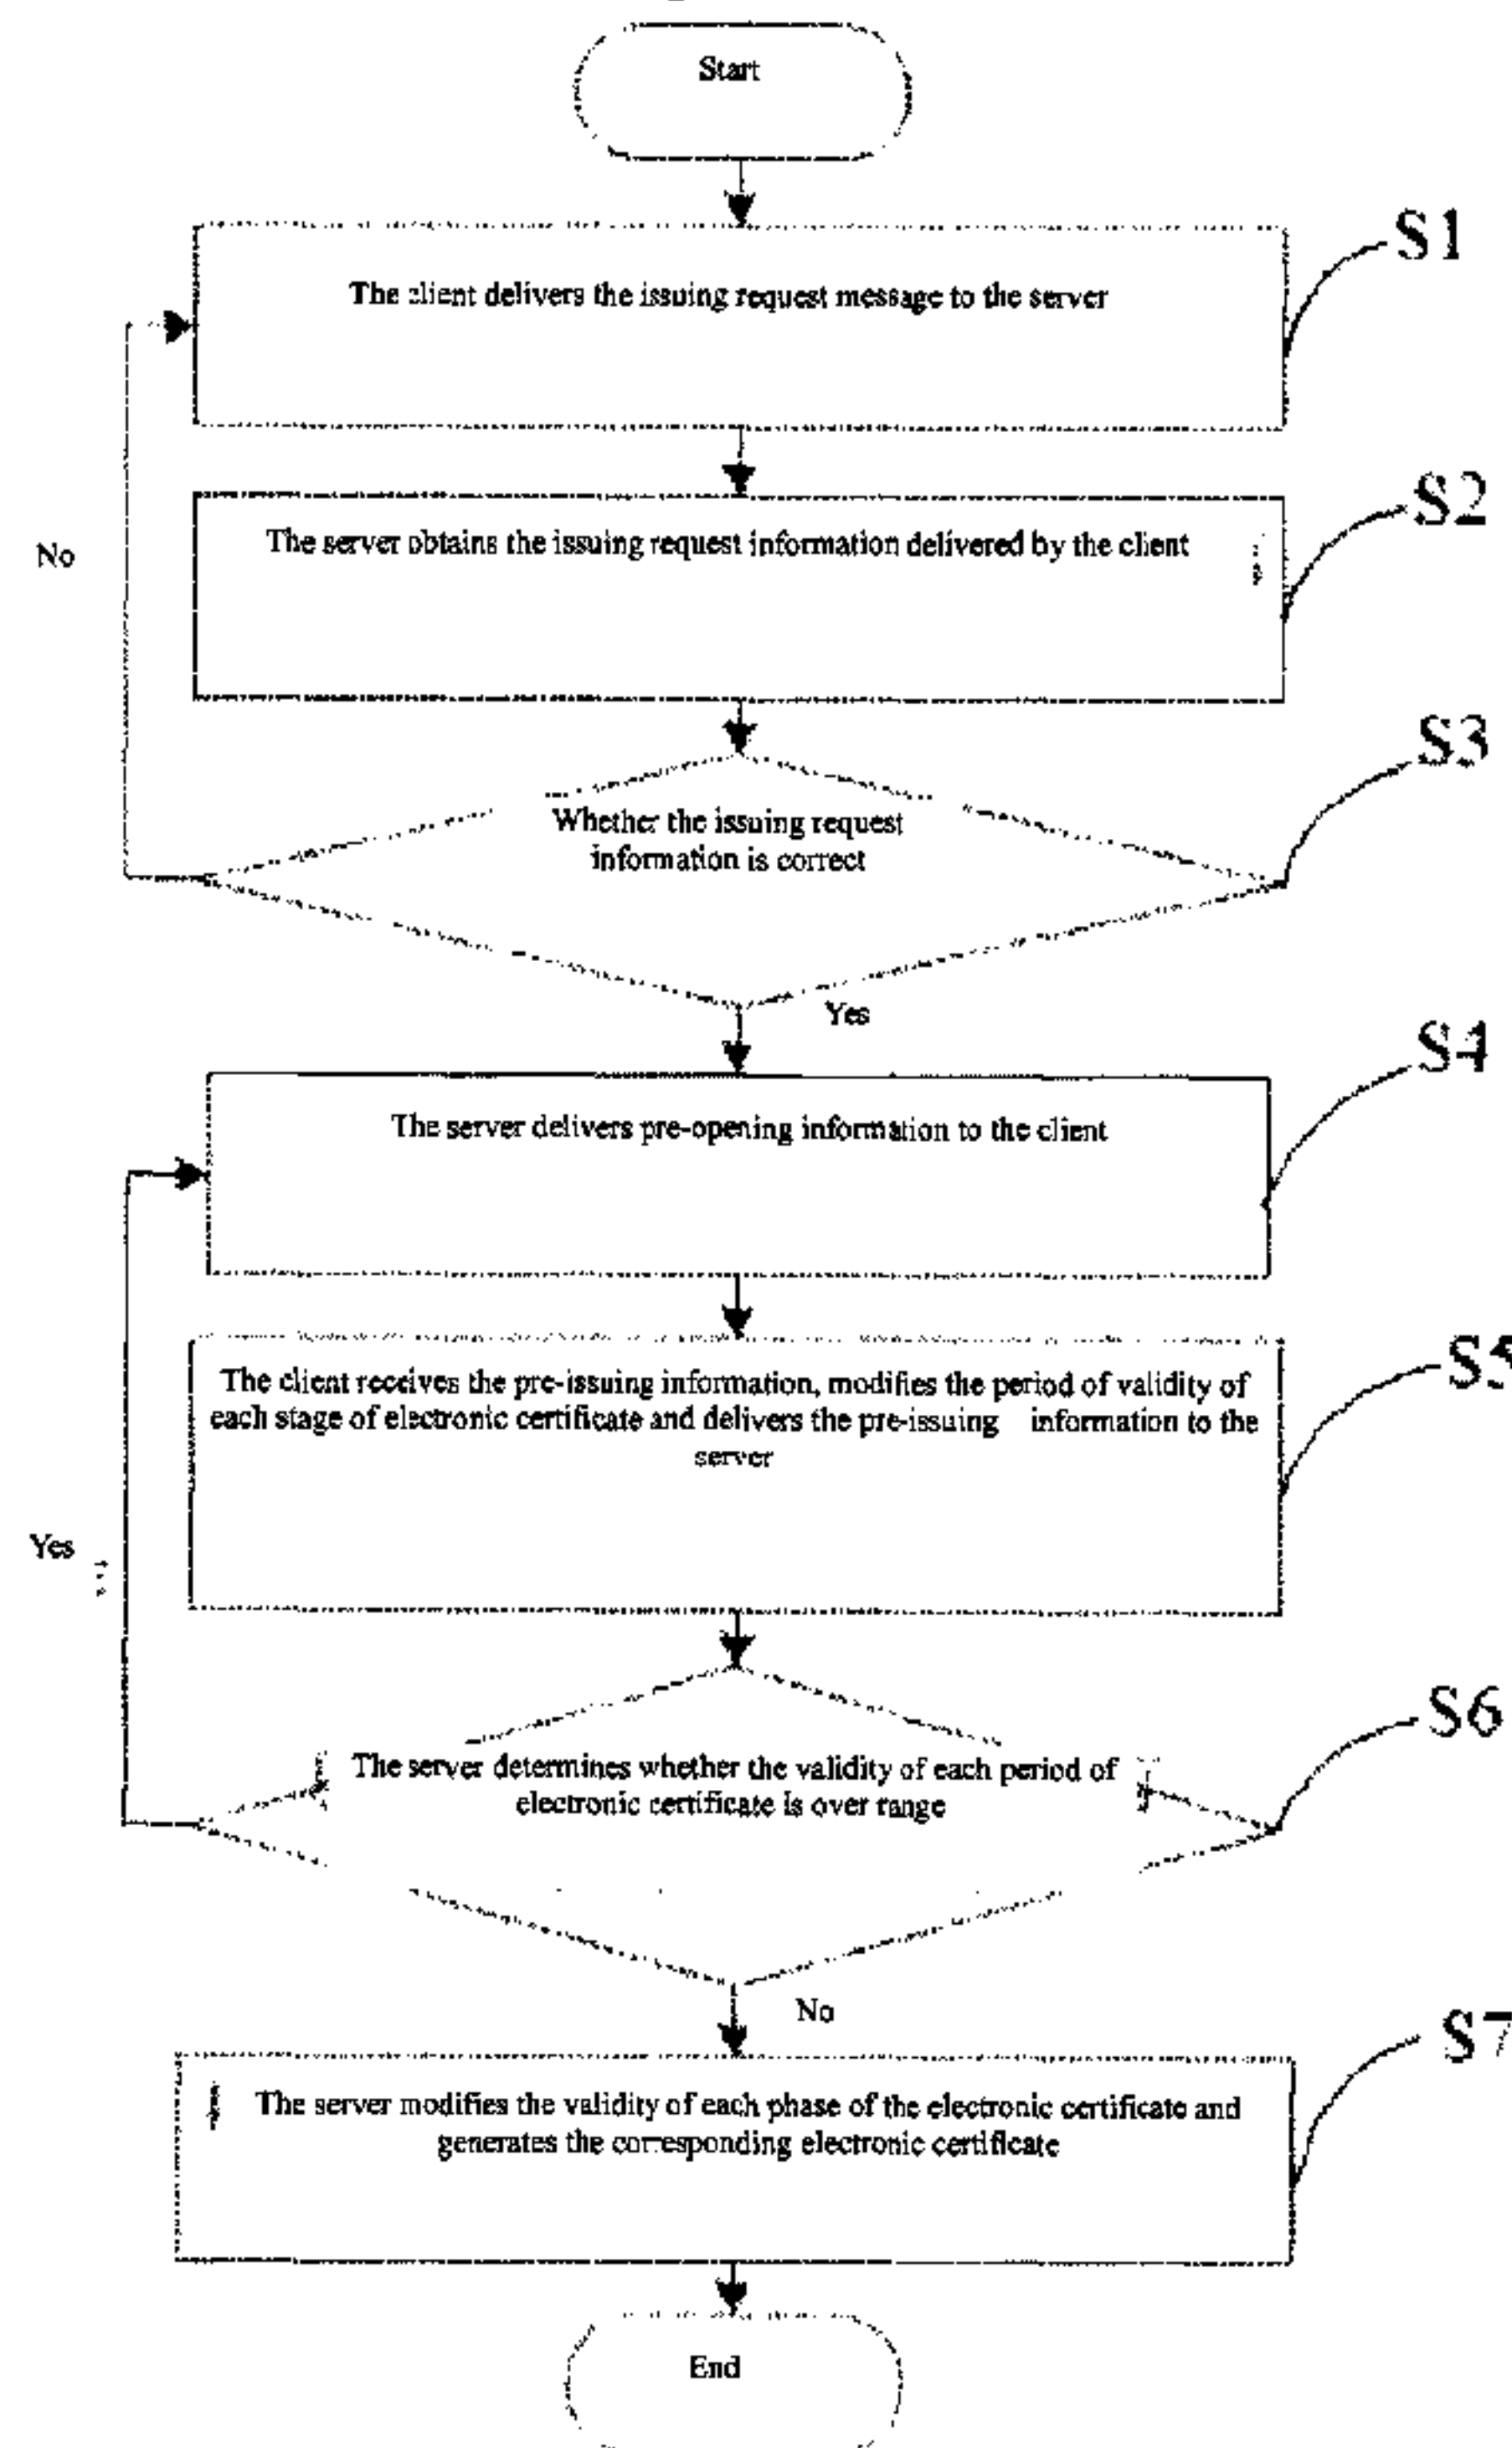 Start
S1
The client delivers the issuing request message to the server
S2
The server obtains the issuing request information delivered by the client
No
S3
Whether the issuing request
information is correct
Yes
S4
The server delivers pre-opening information to the client
S5
The client receives the pre-issuing information, modifies the period of validity of
each stage of electronic certificate and delivers the pre-issuing information to the
server
Yes
S6
The server determines whether the validity of each period of
electronic certificate is over range
No
S7
The server modifies the validity of each phase of the electronic certificate and
generates the corresponding electronic certificate
End